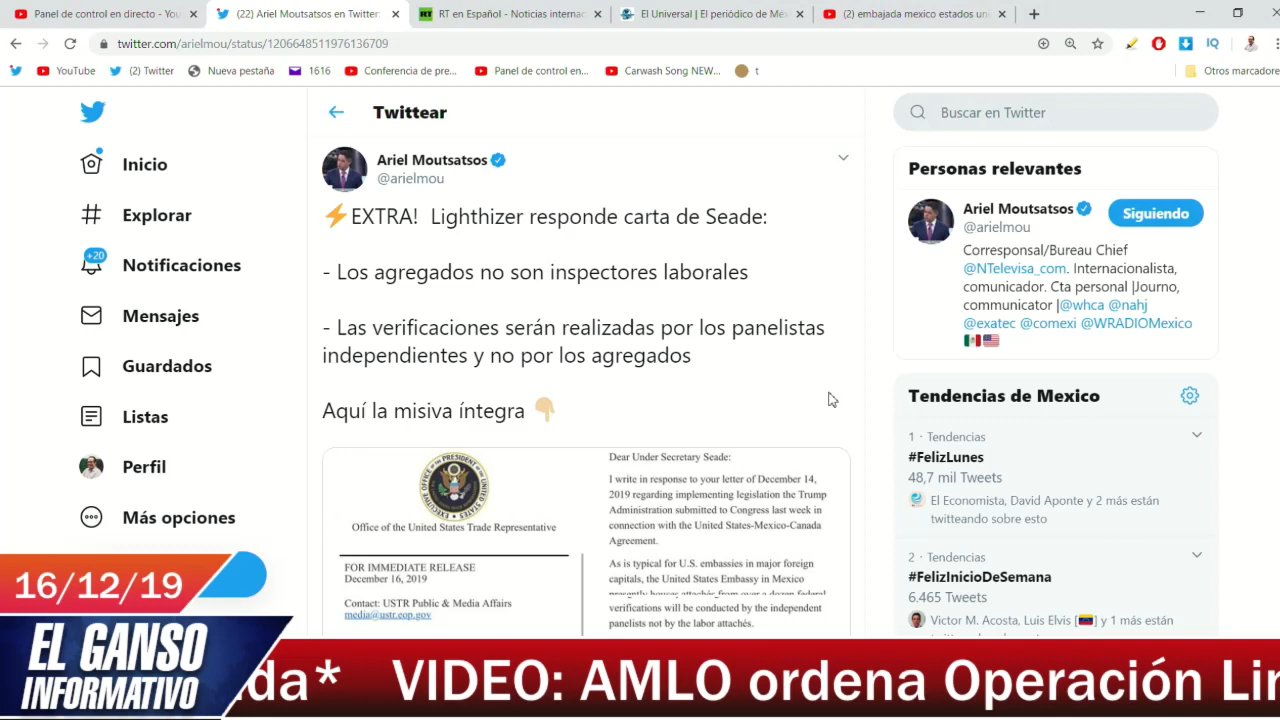 Panel de control en directo - You
(22) Ariel Moutsatsos en Twitter:
RT en Español - Noticias internac
El Universal | El periódico de Méx
(2) embajada mexico estados uni
twitter.com/arielmou/status/1206648511976136709
YouTube
(2) Twitter
Nueva pestaña
1616
Conferencia de pre...
Panel de control en...
Carwash Song NEW...
t
Otros marcadore
Twittear
Buscar en Twitter
Inicio
Explorar
+20
Notificaciones
Mensajes
Guardados
Listas
Perfil
Más opciones
Ariel Moutsatsos
@arielmou
⚡EXTRA! Lighthizer responde carta de Seade:
- Los agregados no son inspectores laborales
- Las verificaciones serán realizadas por los panelistas
independientes y no por los agregados
Aquí la misiva íntegra 👇🏼
Office of the United States Trade Representative
FOR IMMEDIATE RELEASE
December 16, 2019
Contact: USTR Public & Media Affairs
media@ustr.eop.gov
Dear Under Secretary Seade:
I write in response to your letter of December 14,
2019 regarding implementing legislation the Trump
Administration submitted to Congress last week in
connection with the United States-Mexico-Canada
Agreement.
As is typical for U.S. embassies in major foreign
capitals, the United States Embassy in Mexico
presently houses attachés from over a dozen federal
verifications will be conducted by the independent
panelists not by the labor attachés.
Personas relevantes
Ariel Moutsatsos
@arielmou
Siguiendo
Corresponsal/Bureau Chief
@NTelevisa_com. Internacionalista,
comunicador. Cta personal |Journo,
communicator |@whca @nahj
@exatec @comexi @WRADIOMexico
🇲🇽🇺🇸
Tendencias de Mexico
1 · Tendencias
#FelizLunes
48,7 mil Tweets
El Economista, David Aponte y 2 más están
twitteando sobre esto
2 · Tendencias
#FelizInicioDeSemana
6.465 Tweets
Victor M. Acosta, Luis Elvis [🇻🇪] y 1 más están
16/12/19
EL GANSO
INFORMATIVO
da* VIDEO: AMLO ordena Operación Lin